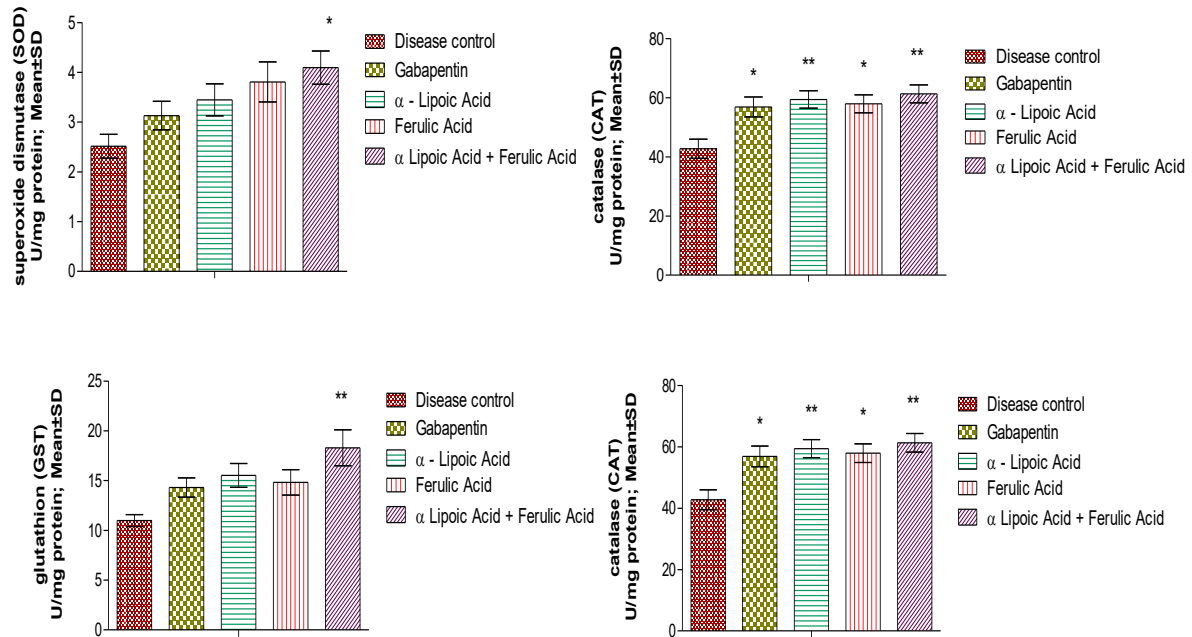 superoxide dismutase (SOD)
U/mg protein; Mean±SD
5
4
3
2
1
0
*
Disease control
Gabapentin
α - Lipoic Acid
Ferulic Acid
α Lipoic Acid + Ferulic Acid
catalase (CAT)
U/mg protein; Mean±SD
80
60
40
20
0
* ** * **
Disease control
Gabapentin
α - Lipoic Acid
Ferulic Acid
α Lipoic Acid + Ferulic Acid
glutathion (GST)
U/mg protein; Mean±SD
25
20
15
10
5
0
**
Disease control
Gabapentin
α - Lipoic Acid
Ferulic Acid
α Lipoic Acid + Ferulic Acid
catalase (CAT)
U/mg protein; Mean±SD
80
60
40
20
0
* ** * **
Disease control
Gabapentin
α - Lipoic Acid
Ferulic Acid
α Lipoic Acid + Ferulic Acid